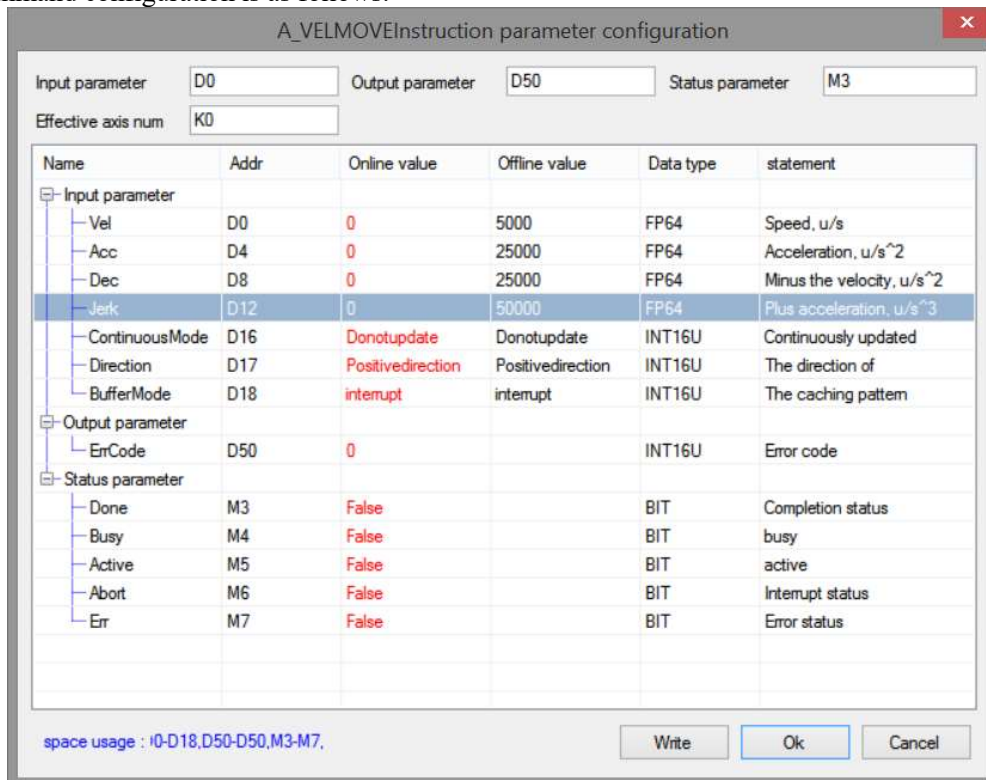 A_VELMOVEInstruction parameter configuration
Input parameter D0 Output parameter D50 Status parameter M3
Effective axis num K0
Name Addr Online value Offline value Data type statement
Input parameter
Vel D0 0 5000 FP64 Speed, u/s
Acc D4 0 25000 FP64 Acceleration, u/s^2
Dec D8 0 25000 FP64 Minus the velocity, u/s^2
Jerk D12 0 50000 FP64 Plus acceleration, u/s^3
ContinuousMode D16 Donotupdate Donotupdate INT16U Continuously updated
Direction D17 Positivedirection Positivedirection INT16U The direction of
BufferMode D18 interrupt interrupt INT16U The caching pattern
Output parameter
ErrCode D50 0 INT16U Error code
Status parameter
Done M3 False BIT Completion status
Busy M4 False BIT busy
Active M5 False BIT active
Abort M6 False BIT Interrupt status
Err M7 False BIT Error status
space usage : 0-D18,D50-D50,M3-M7, Write Ok Cancel